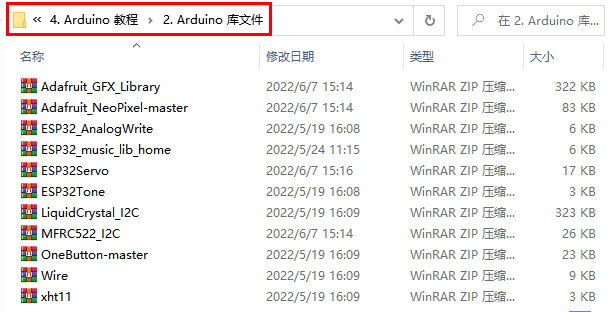 « 4. Arduino 教程 > 2. Arduino 库文件 在 2. Arduino 库...
名称 修改日期 类型 大小
Adafruit_GFX_Library 2022/6/7 15:14 WinRAR ZIP 压缩... 322 KB
Adafruit_NeoPixel-master 2022/6/7 15:14 WinRAR ZIP 压缩... 83 KB
ESP32_AnalogWrite 2022/5/19 16:08 WinRAR ZIP 压缩... 6 KB
ESP32_music_lib_home 2022/5/24 11:15 WinRAR ZIP 压缩... 6 KB
ESP32Servo 2022/6/7 15:16 WinRAR ZIP 压缩... 17 KB
ESP32Tone 2022/5/19 16:08 WinRAR ZIP 压缩... 3 KB
LiquidCrystal_I2C 2022/5/19 16:09 WinRAR ZIP 压缩... 323 KB
MFRC522_I2C 2022/6/7 15:14 WinRAR ZIP 压缩... 26 KB
OneButton-master 2022/5/19 16:09 WinRAR ZIP 压缩... 23 KB
Wire 2022/5/19 16:09 WinRAR ZIP 压缩... 9 KB
xht11 2022/5/19 16:09 WinRAR ZIP 压缩... 3 KB